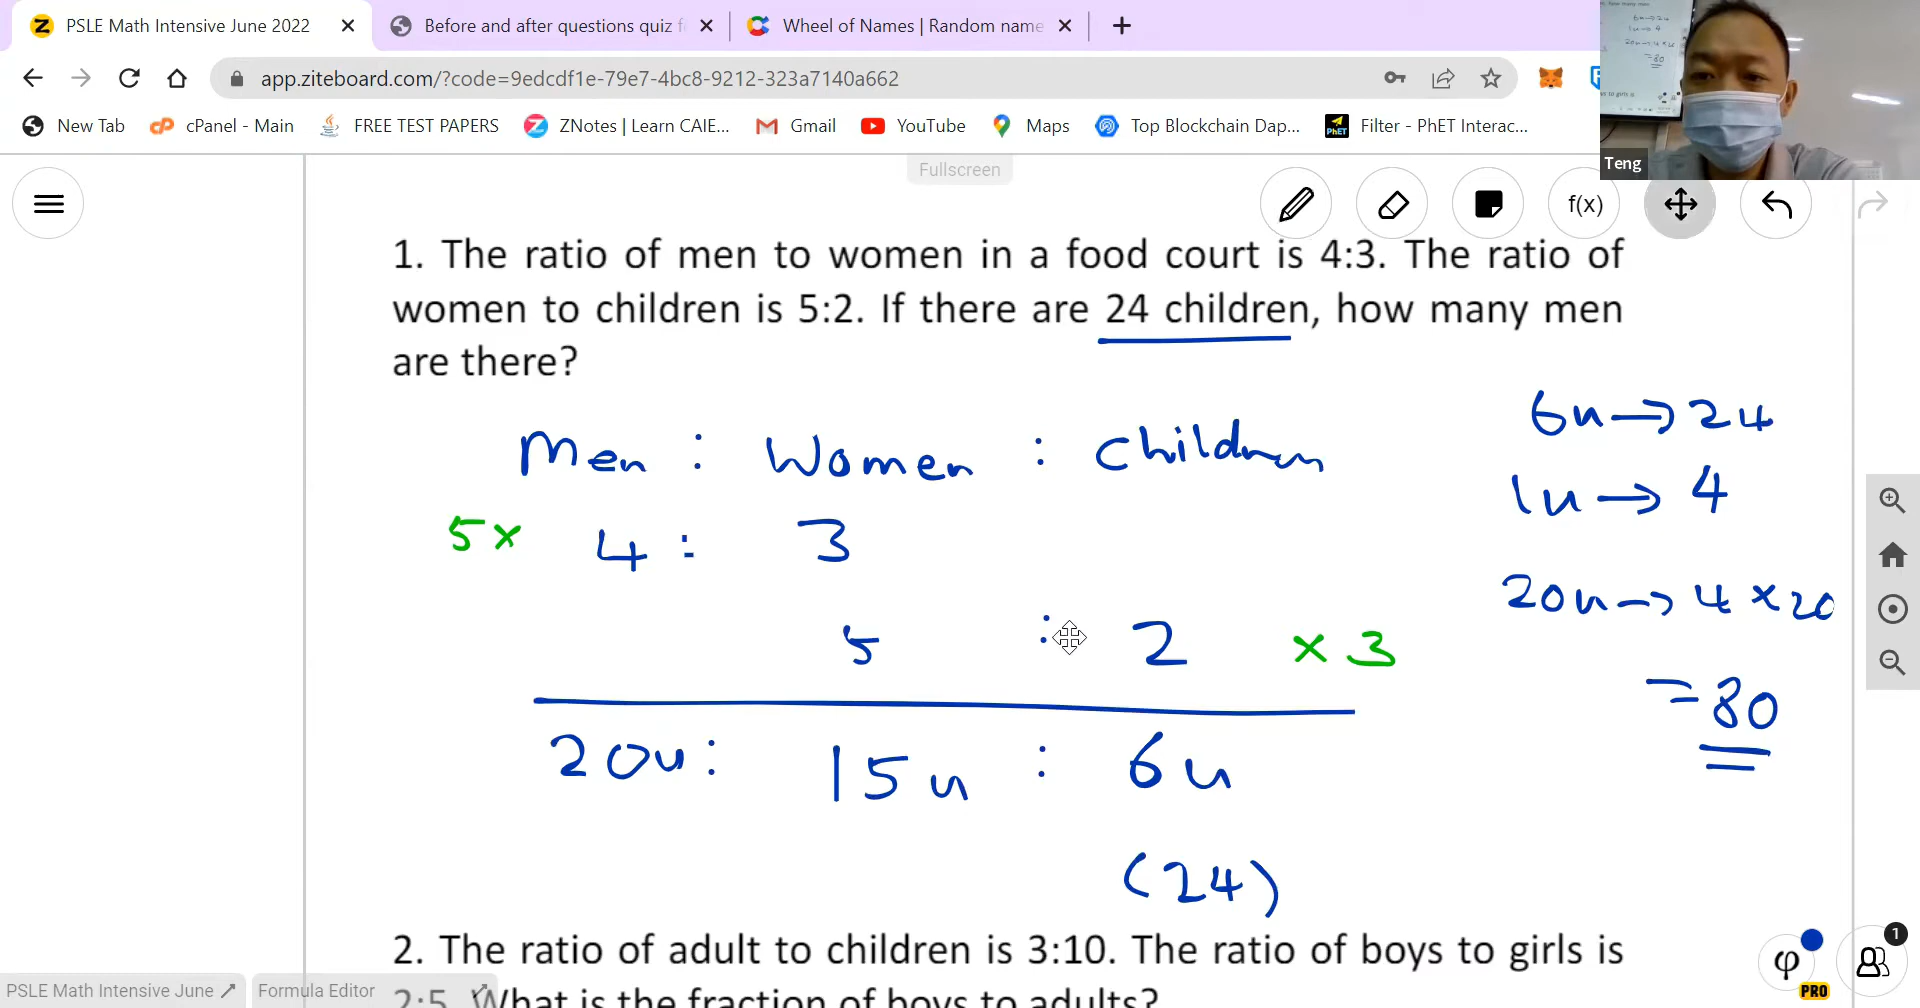 PSLE Math Intensive June 2022
Before and after questions quiz f
Wheel of Names | Random name
app.ziteboard.com/?code=9edcdf1e-79e7-4bc8-9212-323a7140a662
New Tab
cPanel - Main
FREE TEST PAPERS
ZNotes | Learn CAIE...
Gmail
YouTube
Maps
Top Blockchain Dap...
PhET
Filter - PhET Interac...
Teng
Fullscreen
f(x)
1. The ratio of men to women in a food court is 4:3. The ratio of
women to children is 5:2. If there are 24 children, how many men
are there?
Men : Women : Children
5× 4 : 3
5 : 2 × 3
20u : 15u : 6u
(24)
6u → 24
1u → 4
20u → 4 × 20
= 80
2. The ratio of adult to children is 3:10. The ratio of boys to girls is
2:5. What is the fraction of boys to adults?
PSLE Math Intensive June
Formula Editor
φ
PRO
1